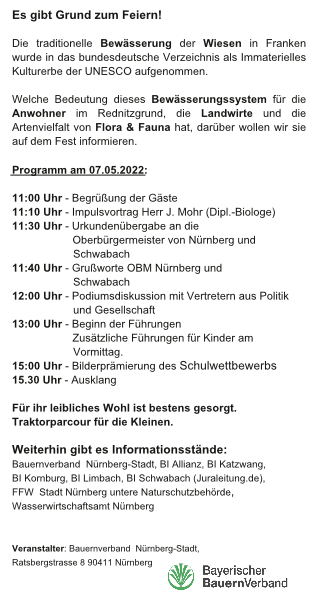 Es gibt Grund zum Feiern!
Die traditionelle Bewässerung der Wiesen in Franken
wurde in das bundesdeutsche Verzeichnis als Immaterielles
Kulturerbe der UNESCO aufgenommen.
Welche Bedeutung dieses Bewässerungssystem für die
Anwohner im Rednitzgrund, die Landwirte und die
Artenvielfalt von Flora & Fauna hat, darüber wollen wir sie
auf dem Fest informieren.
Programm am 07.05.2022:
11:00 Uhr - Begrüßung der Gäste
11:10 Uhr - Impulsvortrag Herr J. Mohr (Dipl.-Biologe)
11:30 Uhr - Urkundenübergabe an die
Oberbürgermeister von Nürnberg und
Schwabach
11:40 Uhr - Grußworte OBM Nürnberg und
Schwabach
12:00 Uhr - Podiumsdiskussion mit Vertretern aus Politik
und Gesellschaft
13:00 Uhr - Beginn der Führungen
Zusätzliche Führungen für Kinder am
Vormittag.
15:00 Uhr - Bilderprämierung des Schulwettbewerbs
15.30 Uhr - Ausklang
Für ihr leibliches Wohl ist bestens gesorgt.
Traktorparcour für die Kleinen.
Weiterhin gibt es Informationsstände:
Bauernverband Nürnberg-Stadt, BI Allianz, BI Katzwang,
BI Kornburg, BI Limbach, BI Schwabach (Juraleitung.de),
FFW Stadt Nürnberg untere Naturschutzbehörde,
Wasserwirtschaftsamt Nürnberg
Veranstalter: Bauernverband Nürnberg-Stadt,
Ratsbergstrasse 8 90411 Nürnberg
Bayerischer
BauernVerband